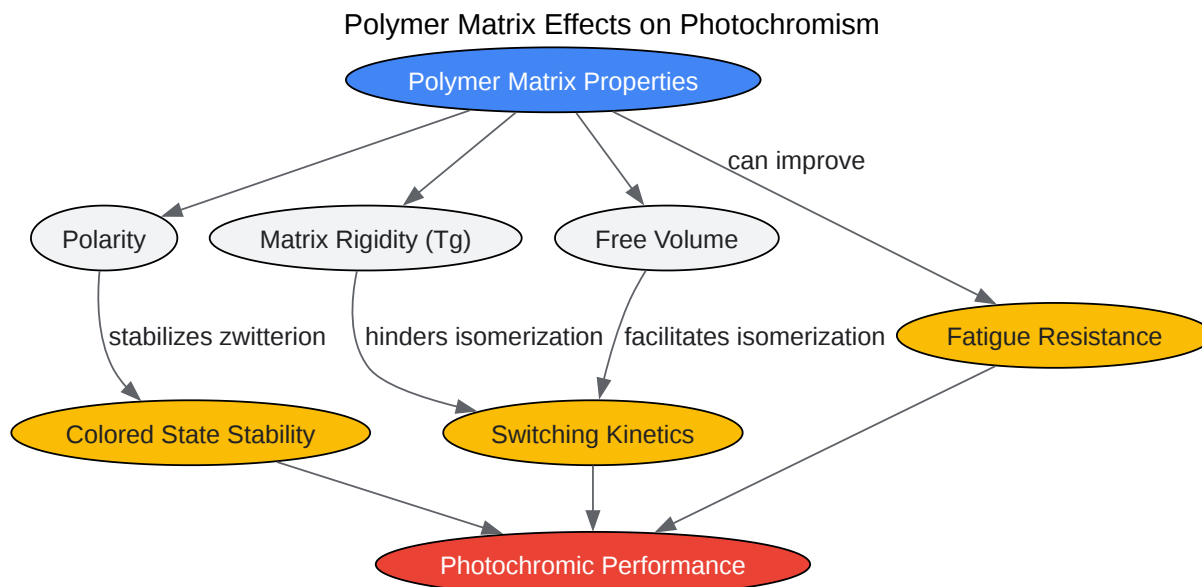 Polymer Matrix Effects on Photochromism
Polymer Matrix Properties
can improve
Polarity
Matrix Rigidity (Tg)
Free Volume
stabilizes zwitterion
hinders isomerization
facilitates isomerization
Fatigue Resistance
Colored State Stability
Switching Kinetics
Photochromic Performance